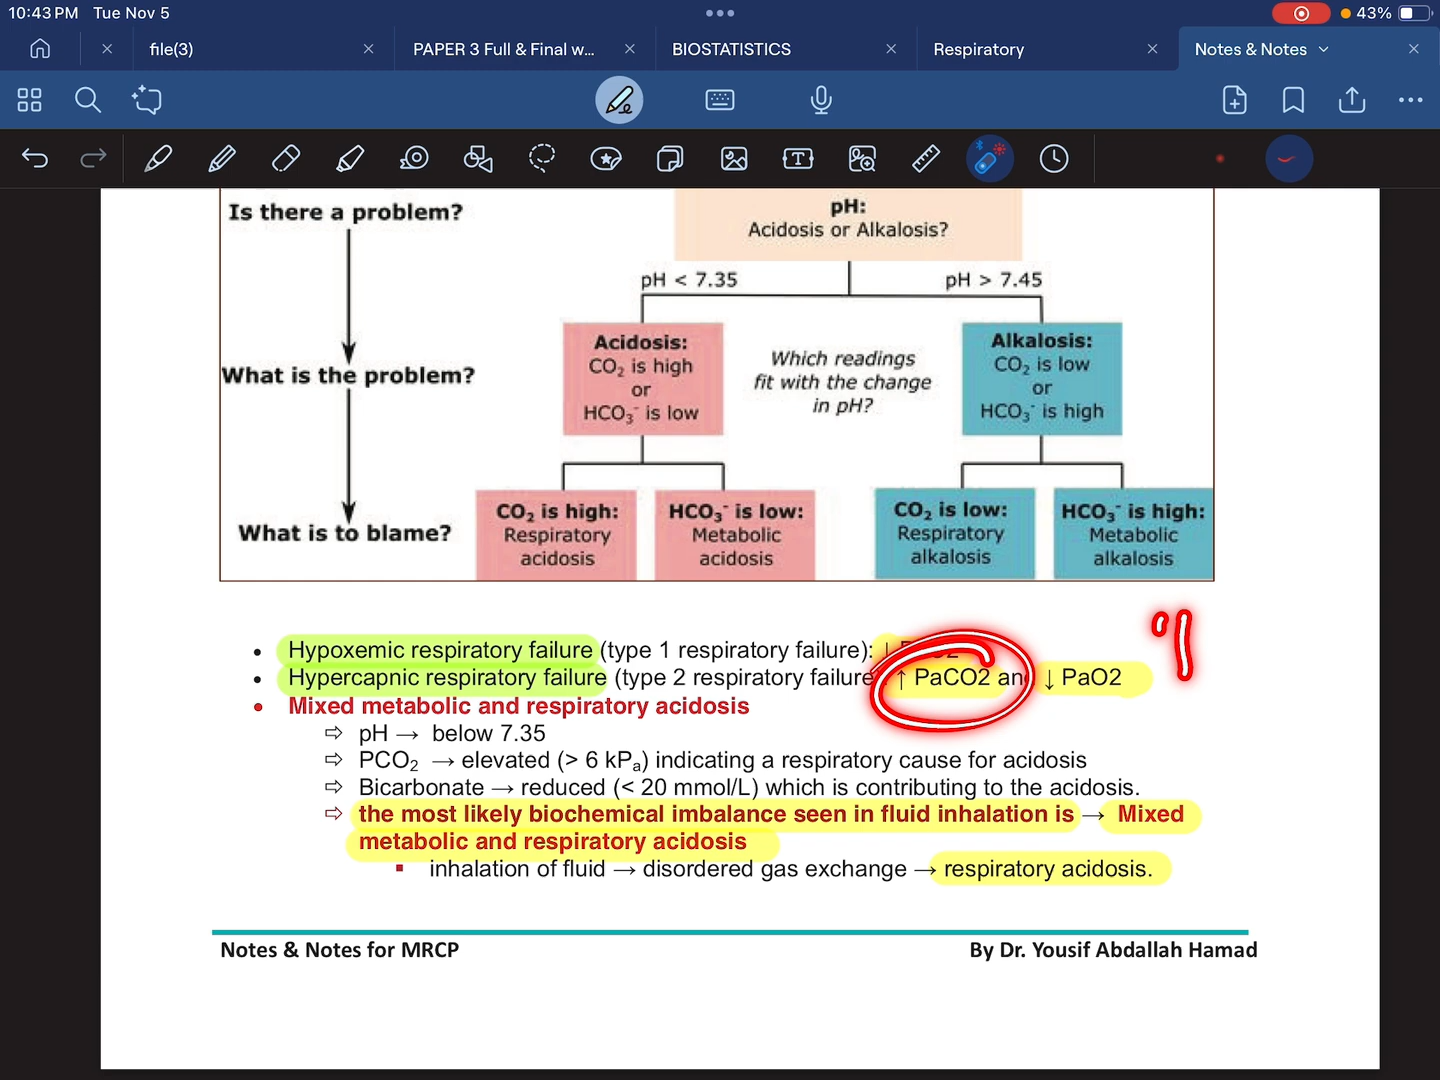 10:43 PM Tue Nov 5
43%
file(3)
PAPER 3 Full & Final w...
BIOSTATISTICS
Respiratory
Notes & Notes
Is there a problem?
pH:
Acidosis or Alkalosis?
pH < 7.35
pH > 7.45
What is the problem?
Acidosis:
CO₂ is high
or
HCO₃⁻ is low
Which readings
fit with the change
in pH?
Alkalosis:
CO₂ is low
or
HCO₃⁻ is high
What is to blame?
CO₂ is high:
Respiratory
acidosis
HCO₃⁻ is low:
Metabolic
acidosis
CO₂ is low:
Respiratory
alkalosis
HCO₃⁻ is high:
Metabolic
alkalosis
• Hypoxemic respiratory failure (type 1 respiratory failure): ↓
• Hypercapnic respiratory failure (type 2 respiratory failure ↑ PaCO2 and ↓ PaO2
• Mixed metabolic and respiratory acidosis
⇨ pH → below 7.35
⇨ PCO₂ → elevated (> 6 kPₐ) indicating a respiratory cause for acidosis
⇨ Bicarbonate → reduced (< 20 mmol/L) which is contributing to the acidosis.
⇨ the most likely biochemical imbalance seen in fluid inhalation is → Mixed
metabolic and respiratory acidosis
▪ inhalation of fluid → disordered gas exchange → respiratory acidosis.
Notes & Notes for MRCP
By Dr. Yousif Abdallah Hamad